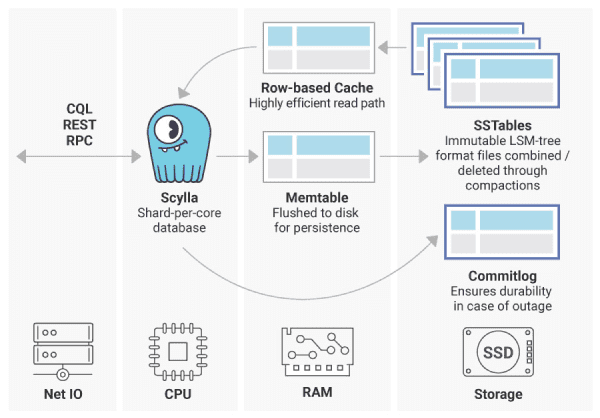 CQL
REST
RPC
Scylla
Shard-per-core
database
Row-based Cache
Highly efficient read path
Memtable
Flushed to disk
for persistence
SSTables
Immutable LSM-tree
format files combined /
deleted through
compactions
Commitlog
Ensures durability
in case of outage
Net IO
CPU
RAM
SSD
Storage